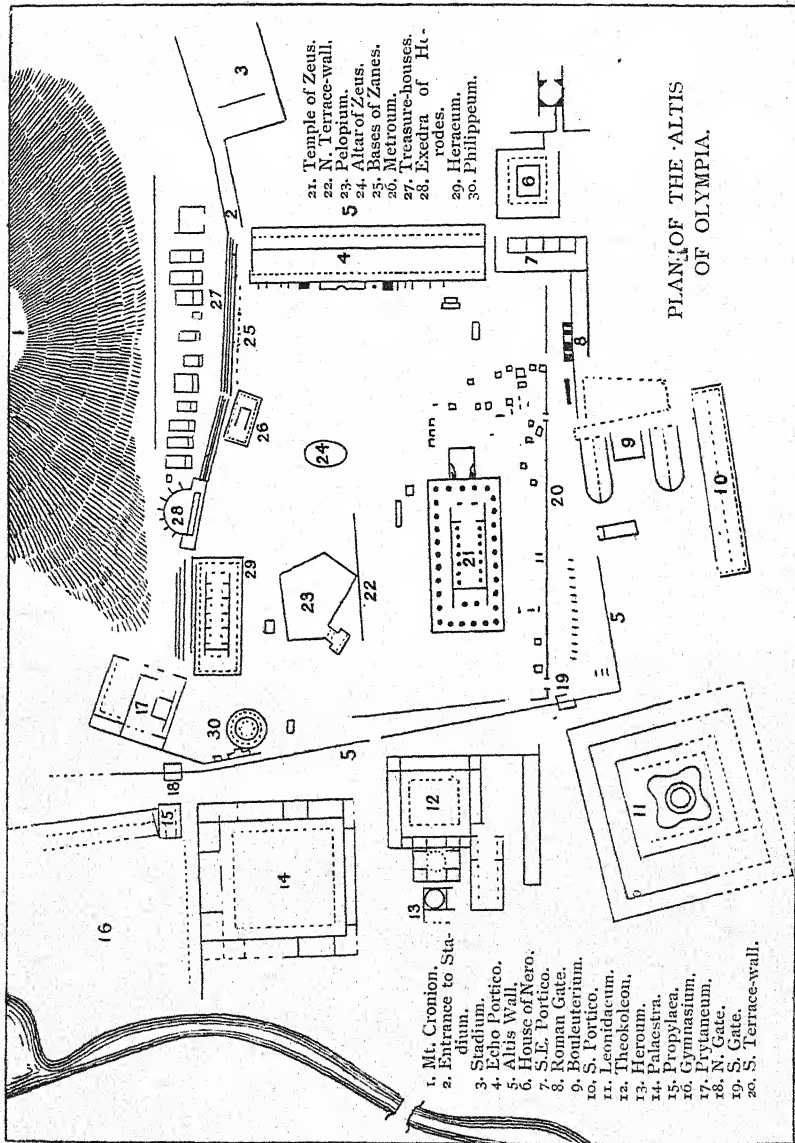 PLAN OF THE ALTIS
OF OLYMPIA.
1. Mt. Cronion.
2. Entrance to Sta-
dium.
3. Stadium.
4. Echo Portico.
5. Altis Wall.
6. House of Nero.
7. S.E. Portico.
8. Roman Gate.
9. Bouleuterium.
10. S. Portico.
11. Leonidacum.
12. Theokoleon.
13. Heroum.
14. Palaestra.
15. Propylaea.
16. Gymnasium.
17. Prytaneum.
18. N. Gate.
19. S. Gate.
20. S. Terrace-wall.
21. Temple of Zeus.
22. N. Terrace-wall.
23. Pelopium.
24. Altar of Zeus.
25. Bases of Zanes.
26. Metroum.
27. Treasure-houses.
28. Exedra of He-
rodes.
29. Heraeum.
30. Philippeum.
1
2
3
4
5
6
7
8
9
10
11
12
13
14
15
16
17
18
19
20
21
22
23
24
25
26
27
28
29
30
5
5